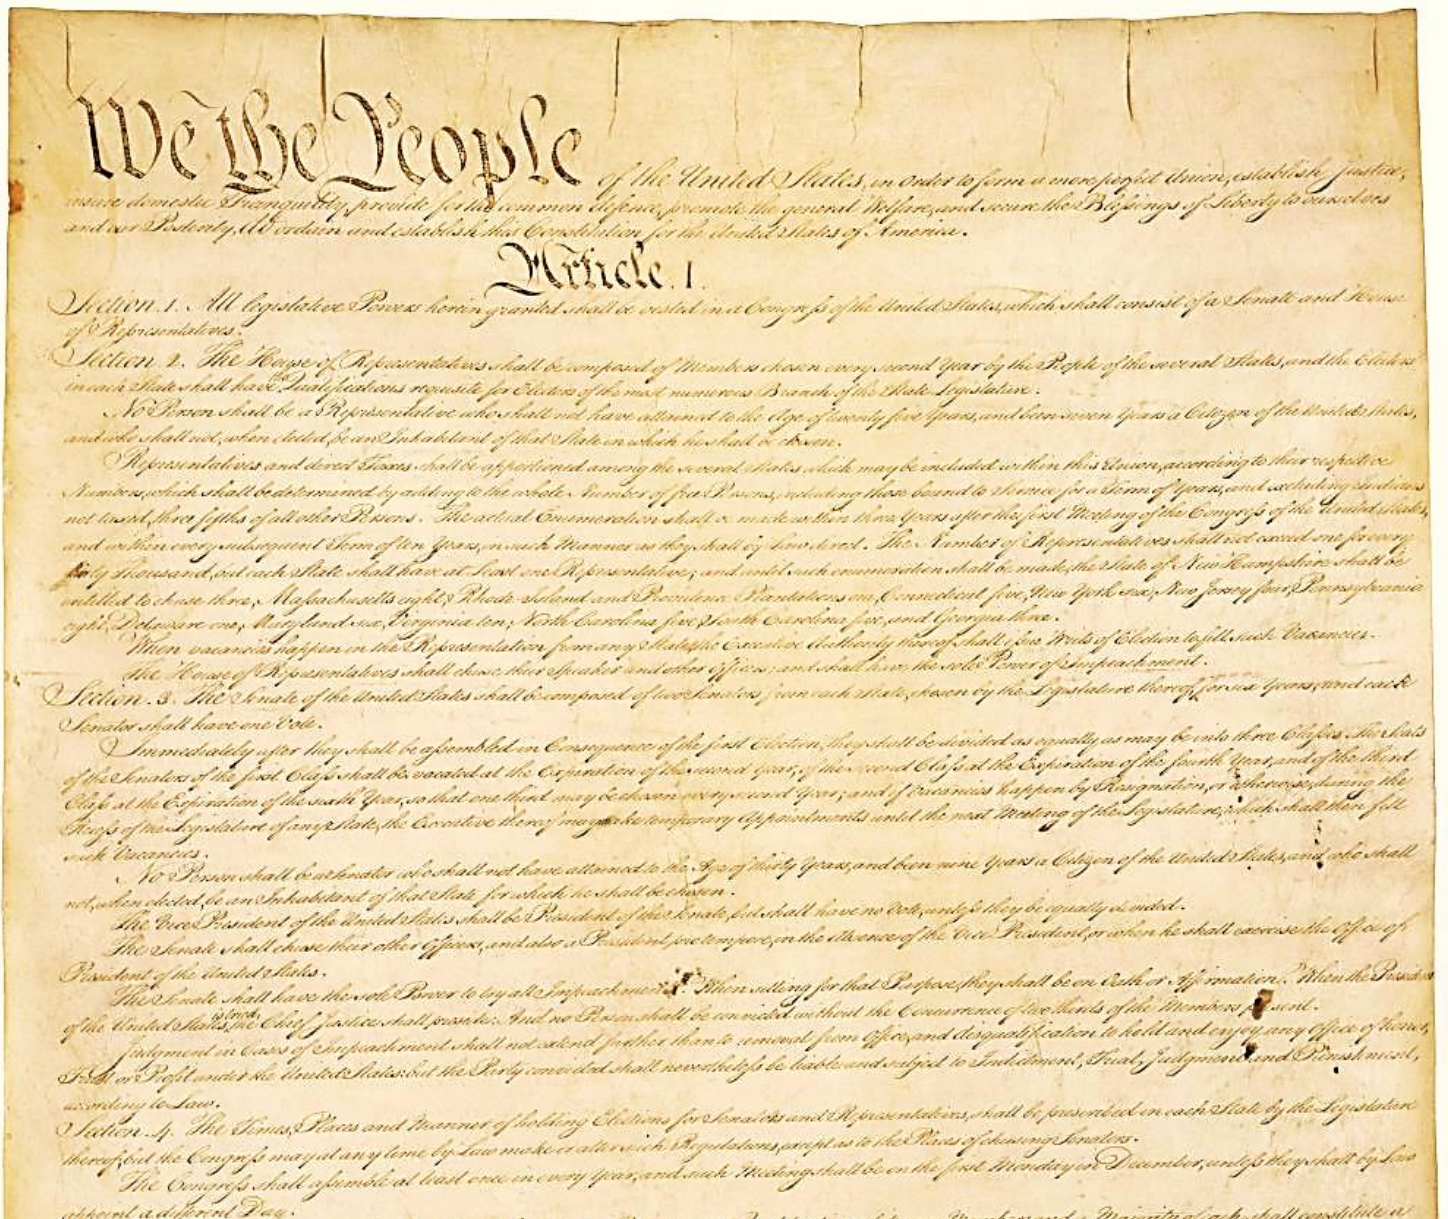 We the People of the United States, in Order to form a more perfect Union, establish Justice,
insure domestic Tranquility, provide for the common defence, promote the general Welfare, and secure the Blessings of Liberty to ourselves
and our Posterity, do ordain and establish this Constitution for the United States of America.
Article. I.
Section. 1. All legislative Powers herein granted shall be vested in a Congress of the United States, which shall consist of a Senate and House
of Representatives.
Section. 2. The House of Representatives shall be composed of Members chosen every second Year by the People of the several States, and the Electors
in each State shall have the Qualifications requisite for Electors of the most numerous Branch of the State Legislature.
No Person shall be a Representative who shall not have attained to the Age of twenty five Years, and been seven Years a Citizen of the United States,
and who shall not, when elected, be an Inhabitant of that State in which he shall be chosen.
Representatives and direct Taxes shall be apportioned among the several States which may be included within this Union, according to their respective
Numbers, which shall be determined by adding to the whole Number of free Persons, including those bound to Service for a Term of Years, and excluding Indians
not taxed, three fifths of all other Persons. The actual Enumeration shall be made within three Years after the first Meeting of the Congress of the United States,
and within every subsequent Term of ten Years, in such Manner as they shall by Law direct. The Number of Representatives shall not exceed one for every
thirty Thousand, but each State shall have at Least one Representative; and until such enumeration shall be made, the State of New Hampshire shall be
entitled to chuse three, Massachusetts eight, Rhode-Island and Providence Plantations one, Connecticut five, New-York six, New Jersey four, Pennsylvania
eight, Delaware one, Maryland six, Virginia ten, North Carolina five, South Carolina five, and Georgia three.
When vacancies happen in the Representation from any State, the Executive Authority thereof shall issue Writs of Election to fill such Vacancies.
The House of Representatives shall chuse their Speaker and other Officers; and shall have the sole Power of Impeachment.
Section. 3. The Senate of the United States shall be composed of two Senators from each State, chosen by the Legislature thereof, for six Years; and each
Senator shall have one Vote.
Immediately after they shall be assembled in Consequence of the first Election, they shall be divided as equally as may be into three Classes. The Seats
of the Senators of the first Class shall be vacated at the Expiration of the second Year, of the second Class at the Expiration of the fourth Year, and of the third
Class at the Expiration of the sixth Year, so that one third may be chosen every second Year; and if Vacancies happen by Resignation, or otherwise, during the
Recess of the Legislature of any State, the Executive thereof may make temporary Appointments until the next Meeting of the Legislature, which shall then fill
such Vacancies.
No Person shall be a Senator who shall not have attained to the Age of thirty Years, and been nine Years a Citizen of the United States, and who shall
not, when elected, be an Inhabitant of that State for which he shall be chosen.
The Vice President of the United States shall be President of the Senate, but shall have no Vote, unless they be equally divided.
The Senate shall chuse their other Officers, and also a President pro tempore, in the Absence of the Vice President, or when he shall exercise the Office of
President of the United States.
The Senate shall have the sole Power to try all Impeachments. When sitting for that Purpose, they shall be on Oath or Affirmation. When the President
of the United States is tried, the Chief Justice shall preside: And no Person shall be convicted without the Concurrence of two thirds of the Members present.
Judgment in Cases of Impeachment shall not extend further than to removal from Office, and disqualification to hold and enjoy any Office of honor,
Trust or Profit under the United States: but the Party convicted shall nevertheless be liable and subject to Indictment, Trial, Judgment and Punishment,
according to Law.
Section. 4. The Times, Places and Manner of holding Elections for Senators and Representatives, shall be prescribed in each State by the Legislature
thereof; but the Congress may at any time by Law make or alter such Regulations, except as to the Places of chusing Senators.
The Congress shall assemble at least once in every Year, and such Meeting shall be on the first Monday in December, unless they shall by Law
appoint a different Day.
Majority of each shall constitute a